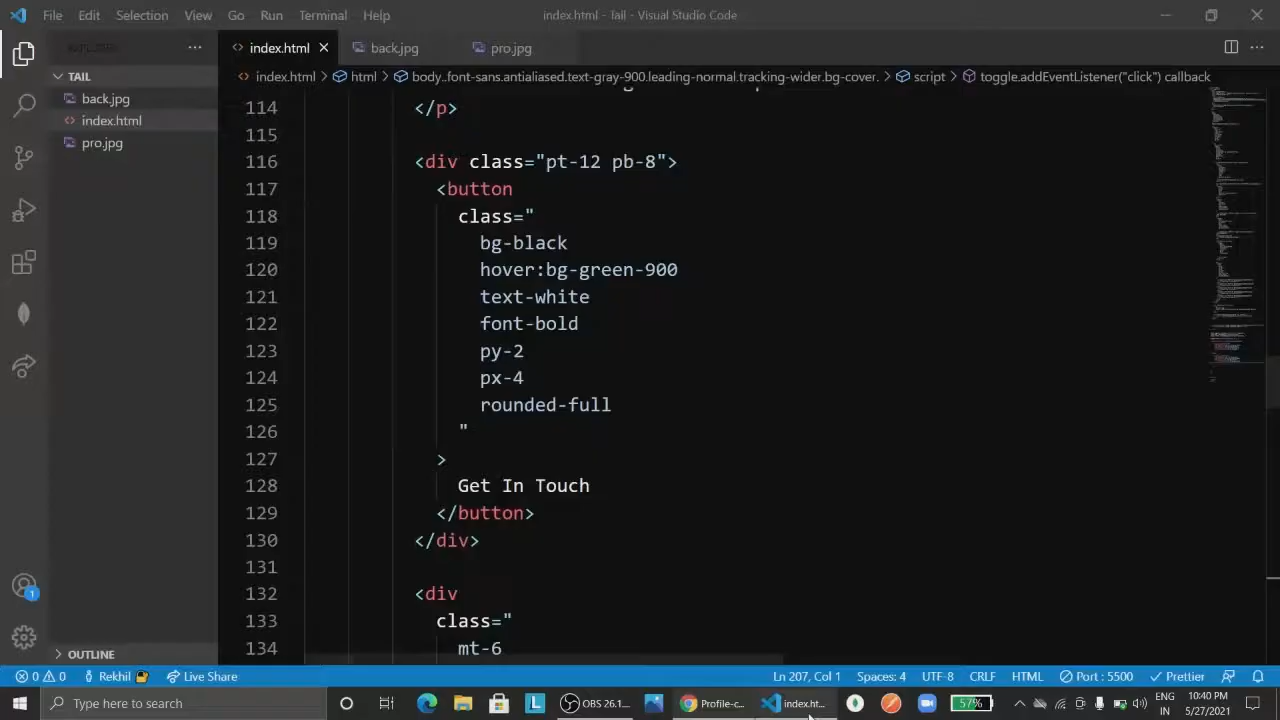 File Edit Selection View Go Run Terminal Help
index.html - Tail - Visual Studio Code
index.html
back.jpg
pro.jpg
TAIL
index.html html body..font-sans.antialiased.text-gray-900.leading-normal.tracking-wider.bg-cover. script toggle.addEventListener("click") callback
back.jpg
index.html
pro.jpg
114 </p>
115
116 <div class="pt-12 pb-8">
117 <button
118 class="
119 bg-black
120 hover:bg-green-900
121 text-white
122 font-bold
123 py-2
124 px-4
125 rounded-full
126 "
127 >
128 Get In Touch
129 </button>
130 </div>
131
132 <div
133 class="
134 mt-6
1
OUTLINE
0 0 Rekhil Live Share
Ln 207, Col 1 Spaces: 4 UTF-8 CRLF HTML Port : 5500 Prettier
Type here to search
L
OBS 26.1...
Profile-c...
index.ht...
57%
ENG
IN
10:40 PM
5/27/2021